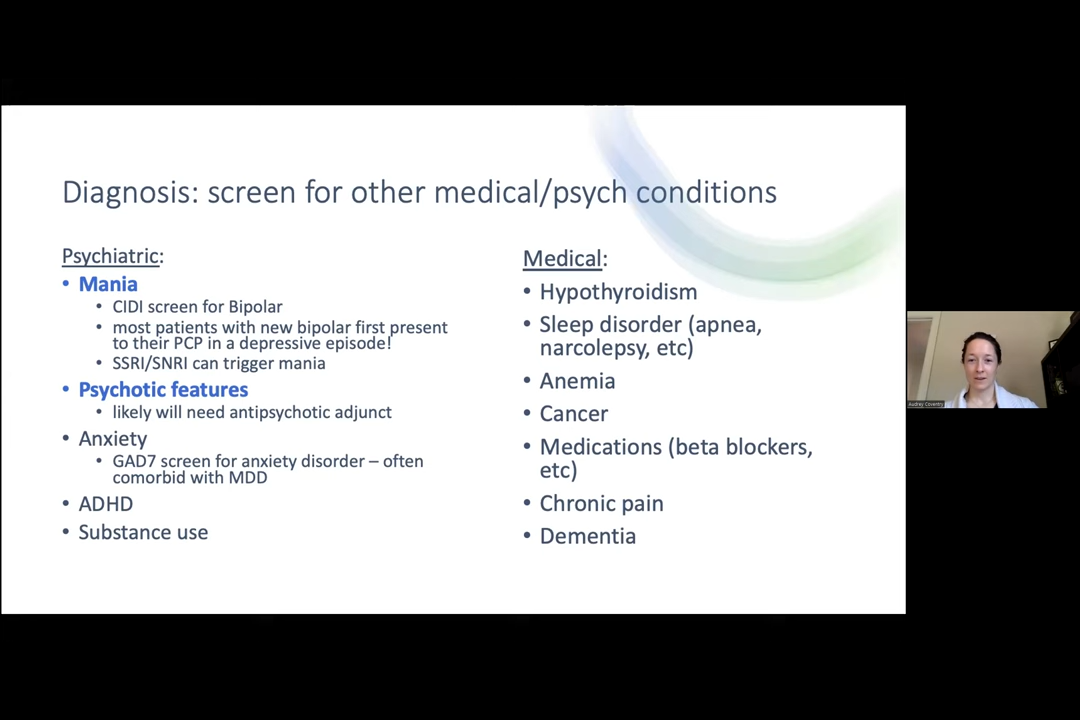 Diagnosis: screen for other medical/psych conditions
Psychiatric:
• Mania
• CIDI screen for Bipolar
• most patients with new bipolar first present
to their PCP in a depressive episode!
• SSRI/SNRI can trigger mania
• Psychotic features
• likely will need antipsychotic adjunct
• Anxiety
• GAD7 screen for anxiety disorder – often
comorbid with MDD
• ADHD
• Substance use
Medical:
• Hypothyroidism
• Sleep disorder (apnea,
narcolepsy, etc)
• Anemia
• Cancer
• Medications (beta blockers,
etc)
• Chronic pain
• Dementia
Audrey Coventry